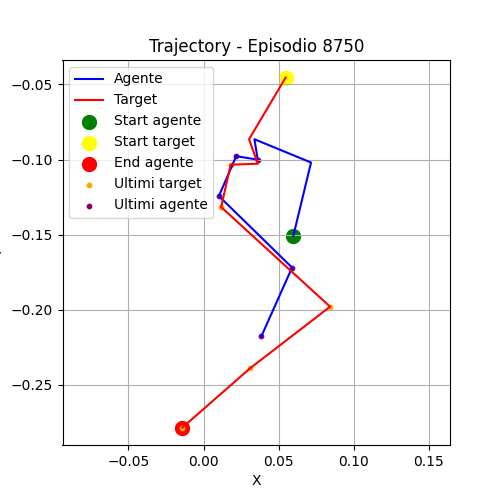 Trajectory - Episodio 8750
Agente
Target
Start agente
Start target
End agente
Ultimi target
Ultimi agente
−0.05
−0.10
−0.15
−0.20
−0.25
−0.05
0.00
0.05
0.10
0.15
X